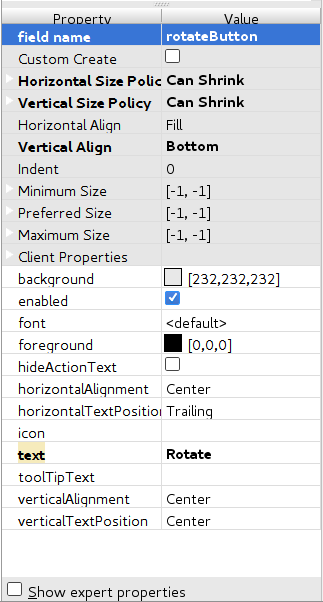 Property Value
field name rotateButton
Custom Create
Horizontal Size Polic Can Shrink
Vertical Size Policy Can Shrink
Horizontal Align Fill
Vertical Align Bottom
Indent 0
Minimum Size [-1, -1]
Preferred Size [-1, -1]
Maximum Size [-1, -1]
Client Properties
background [232,232,232]
enabled
font <default>
foreground [0,0,0]
hideActionText
horizontalAlignment Center
horizontalTextPosition Trailing
icon
text Rotate
toolTipText
verticalAlignment Center
verticalTextPosition Center
Show expert properties